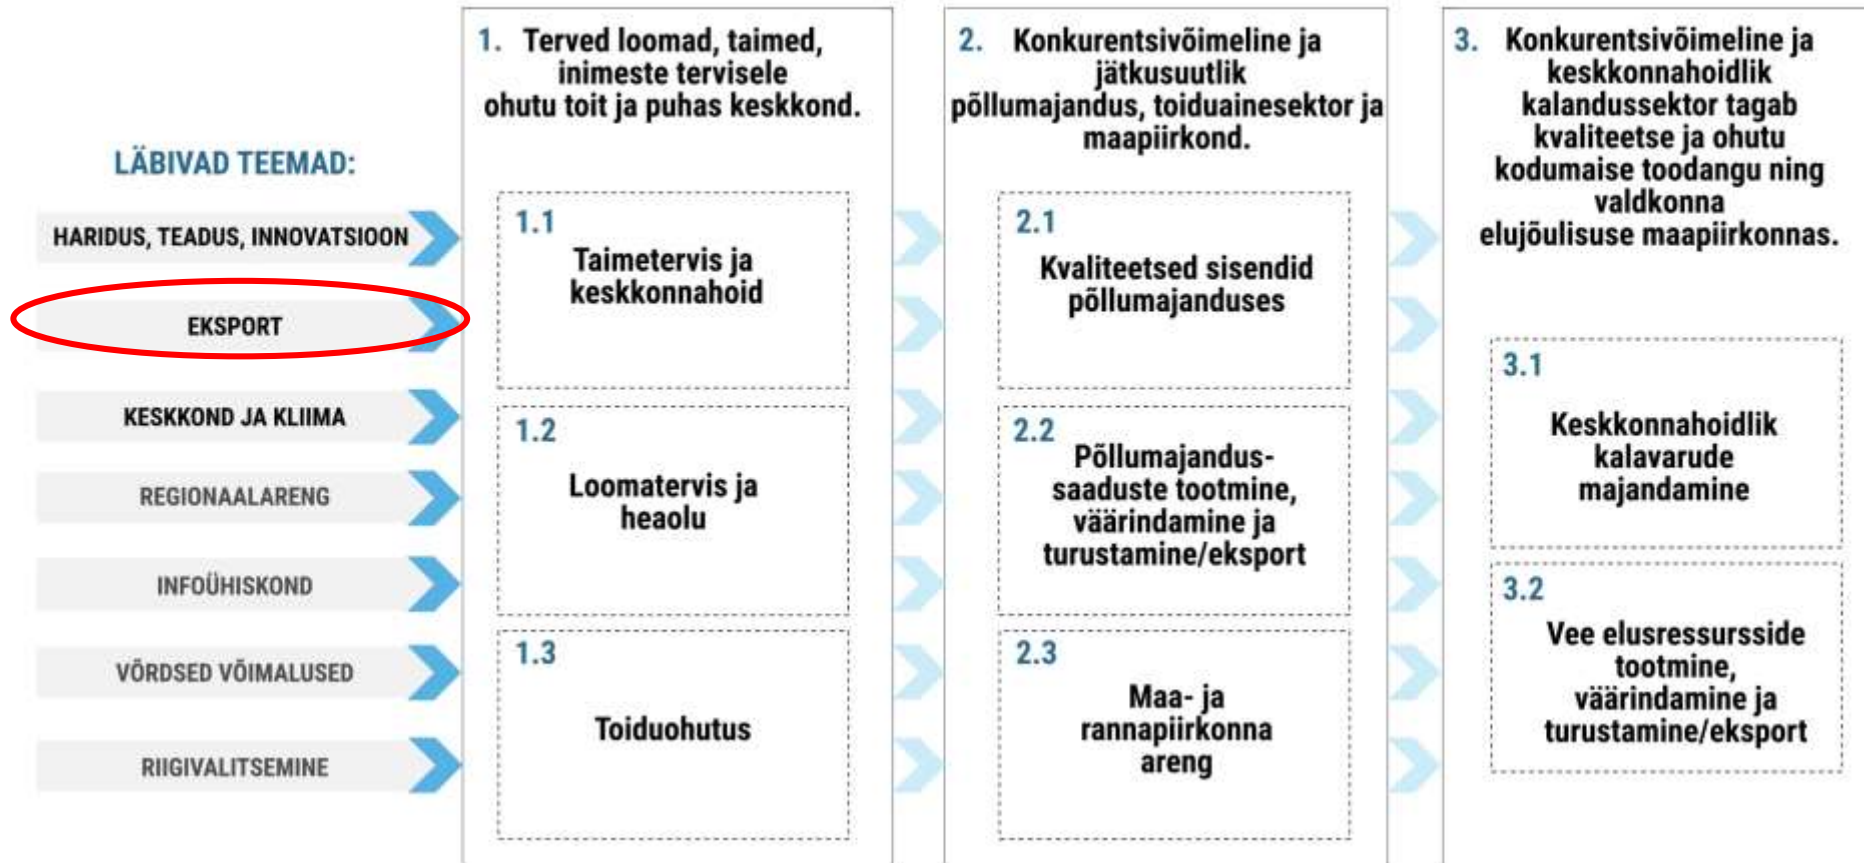 LÄBIVAD TEEMAD:
HARIDUS, TEADUS, INNOVATSIOON
EKSPORT
KESKKOND JA KLIIMA
REGIONAALARENG
INFOÜHISKOND
VÕRDSED VÕIMALUSED
RIIGIVALITSEMINE
1. Terved loomad, taimed,
inimeste tervisele
ohutu toit ja puhas keskkond.
1.1
Taimetervis ja
keskkonnahoid
1.2
Loomatervis ja
heaolu
1.3
Toiduohutus
2. Konkurentsivõimeline ja
jätkusuutlik
põllumajandus, toiduainesektor ja
maapiirkond.
2.1
Kvaliteetsed sisendid
põllumajanduses
2.2
Põllumajandus-
saaduste tootmine,
väärindamine ja
turustamine/eksport
2.3
Maa- ja
rannapiirkonna
areng
3. Konkurentsivõimeline ja
keskkonnahoidlik
kalandussektor tagab
kvaliteetse ja ohutu
kodumaise toodangu ning
valdkonna
elujõulisuse maapiirkonnas.
3.1
Keskkonnahoidlik
kalavarude
majandamine
3.2
Vee elusressursside
tootmine,
väärindamine ja
turustamine/eksport